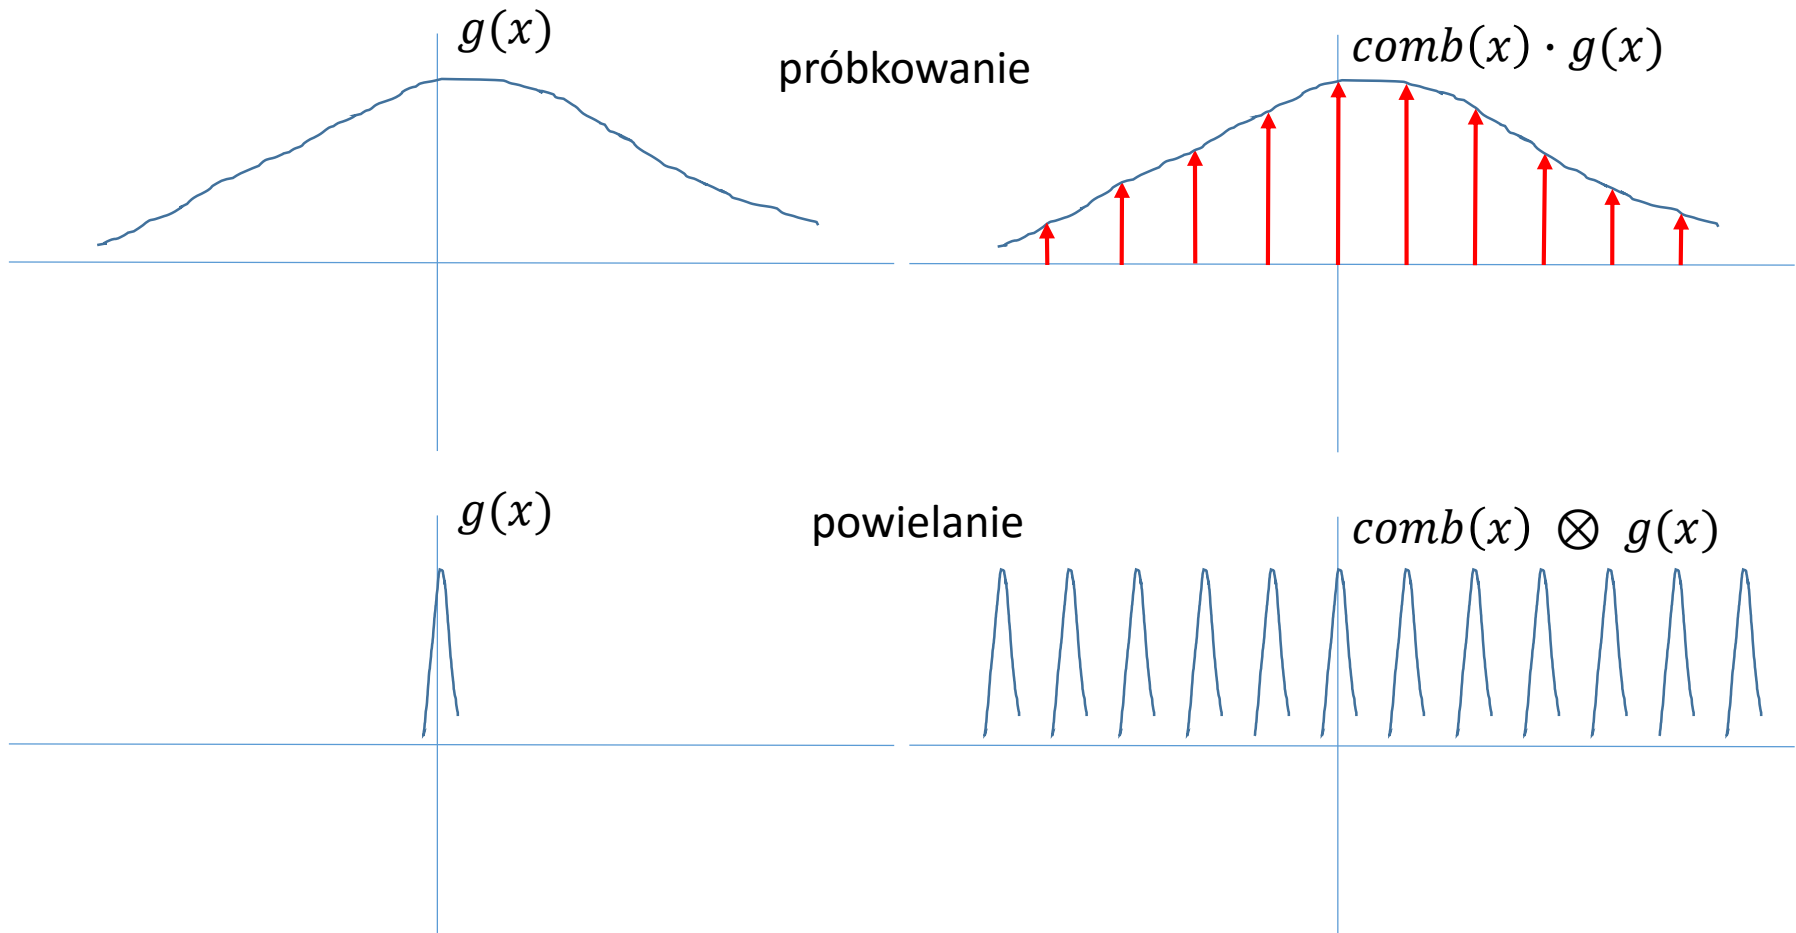 g(x)
próbkowanie
comb(x) · g(x)
g(x)
powielanie
comb(x) ⊗ g(x)